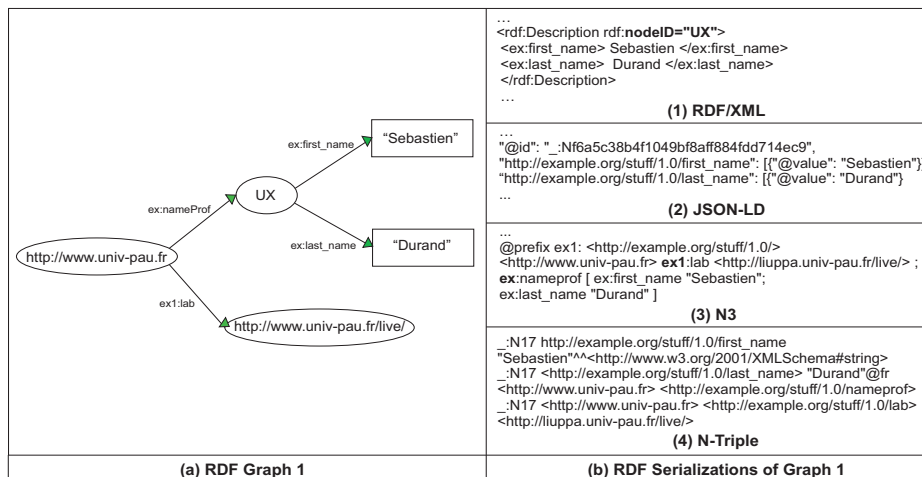 ex:first_name
"Sebastien"
ex:nameProf
UX
ex:last_name
"Durand"
http://www.univ-pau.fr
ex1:lab
http://www.univ-pau.fr/live/
(a) RDF Graph 1
...
<rdf:Description rdf:nodeID="UX">
<ex:first_name> Sebastien </ex:first_name>
<ex:last_name> Durand </ex:last_name>
</rdf:Description>
...
(1) RDF/XML
...
"@id": "_:Nf6a5c38b4f1049bf8aff884fdd714ec9",
"http://example.org/stuff/1.0/first_name": [{"@value": "Sebastien"}]
"http://example.org/stuff/1.0/last_name": [{"@value": "Durand"}
...
(2) JSON-LD
...
@prefix ex1: <http://example.org/stuff/1.0/>
<http://www.univ-pau.fr> ex1:lab <http://liuppa.univ-pau.fr/live/> ;
ex:nameprof [ ex:first_name "Sebastien";
ex:last_name "Durand" ]
(3) N3
_:N17 http://example.org/stuff/1.0/first_name
"Sebastien"^^<http://www.w3.org/2001/XMLSchema#string>
_:N17 <http://example.org/stuff/1.0/last_name> "Durand"@fr
<http://www.univ-pau.fr> <http://example.org/stuff/1.0/nameprof>
_:N17 <http://www.univ-pau.fr> <http://example.org/stuff/1.0/lab>
<http://liuppa.univ-pau.fr/live/>
(4) N-Triple
(b) RDF Serializations of Graph 1